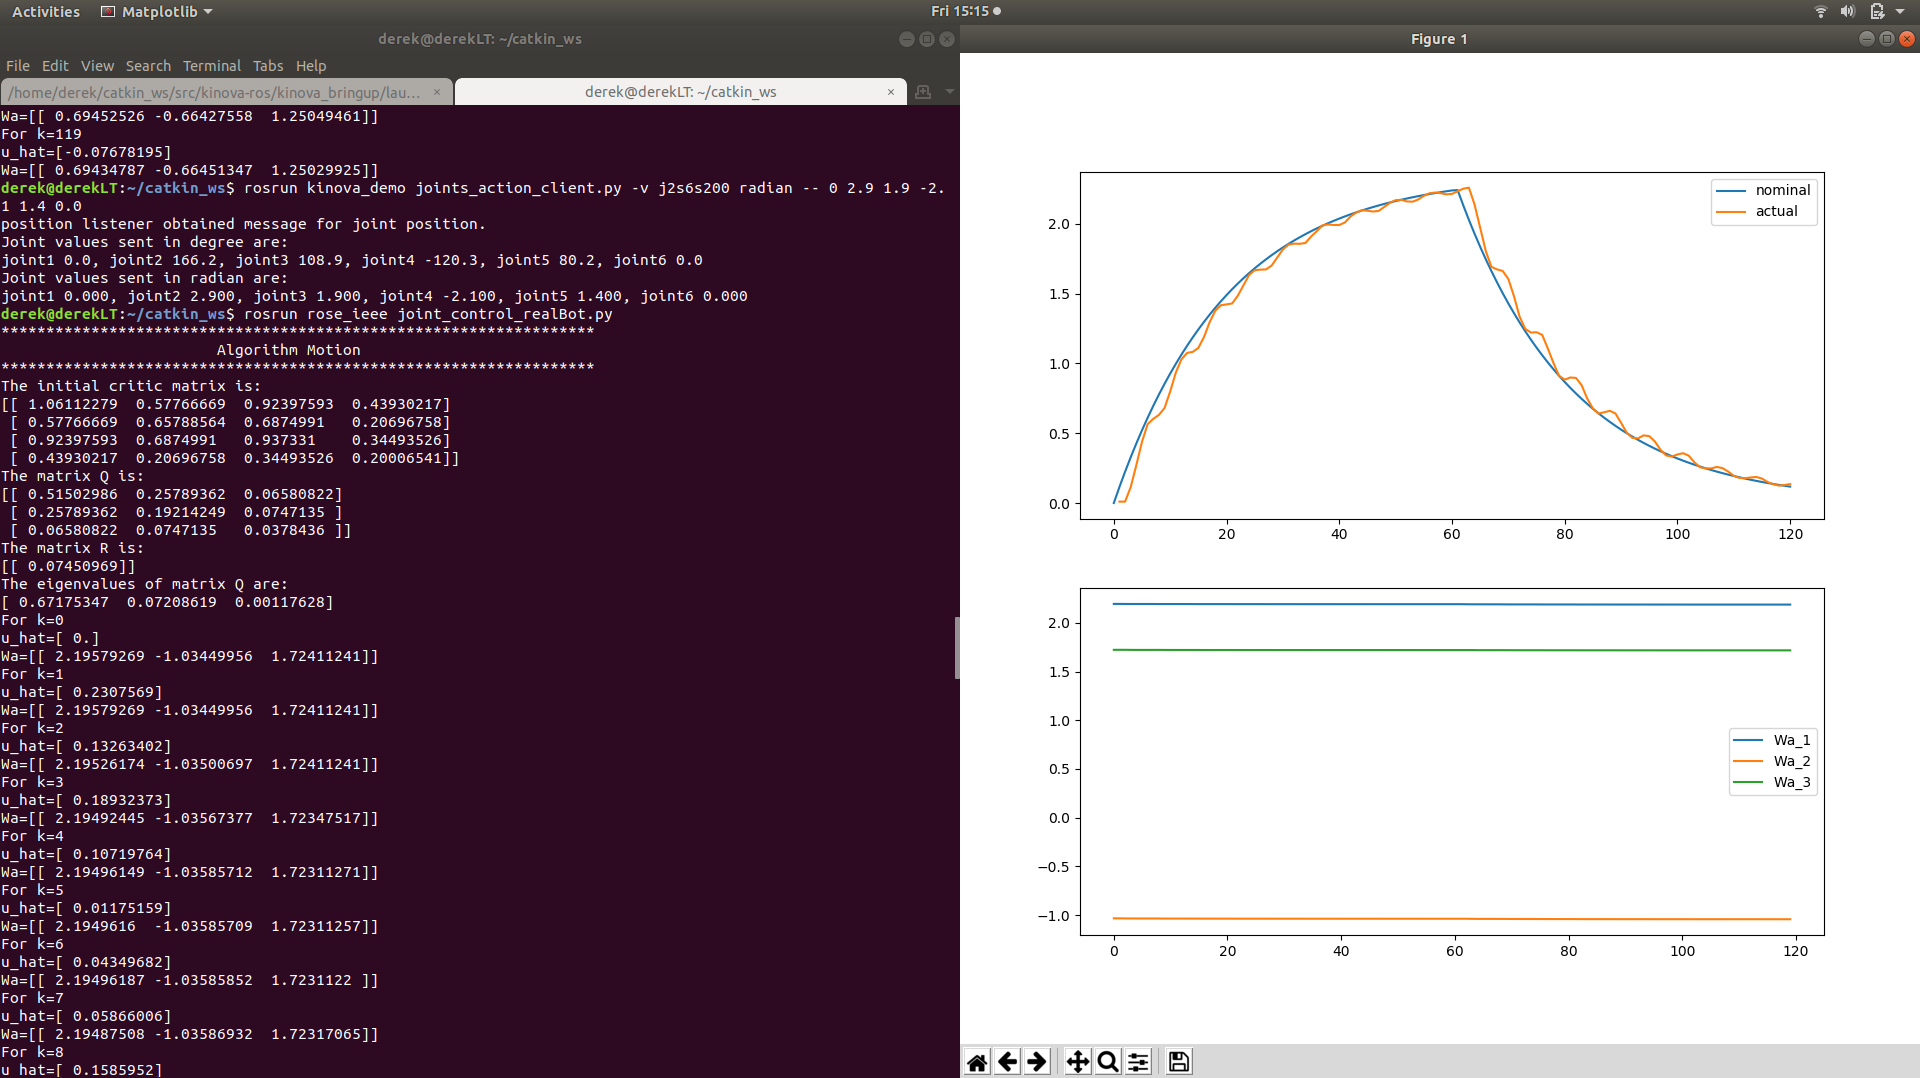 Activities Matplotlib Fri 15:15
derek@derekLT: ~/catkin_ws
File Edit View Search Terminal Tabs Help
/home/derek/catkin_ws/src/kinova-ros/kinova_bringup/lau... × derek@derekLT: ~/catkin_ws ×
Wa=[[ 0.69452526 -0.66427558  1.25049461]]
For k=119
u_hat=[-0.07678195]
Wa=[[ 0.69434787 -0.66451347  1.25029925]]
derek@derekLT:~/catkin_ws$ rosrun kinova_demo joints_action_client.py -v j2s6s200 radian -- 0 2.9 1.9 -2.
1 1.4 0.0
position listener obtained message for joint position.
Joint values sent in degree are:
joint1 0.0, joint2 166.2, joint3 108.9, joint4 -120.3, joint5 80.2, joint6 0.0
Joint values sent in radian are:
joint1 0.000, joint2 2.900, joint3 1.900, joint4 -2.100, joint5 1.400, joint6 0.000
derek@derekLT:~/catkin_ws$ rosrun rose_ieee joint_control_realBot.py
******************************************************************
Algorithm Motion
******************************************************************
The initial critic matrix is:
[[ 1.06112279  0.57766669  0.92397593  0.43930217]
[ 0.57766669  0.65788564  0.6874991   0.20696758]
[ 0.92397593  0.6874991   0.937331    0.34493526]
[ 0.43930217  0.20696758  0.34493526  0.20006541]]
The matrix Q is:
[[ 0.51502986  0.25789362  0.06580822]
[ 0.25789362  0.19214249  0.0747135 ]
[ 0.06580822  0.0747135   0.0378436 ]]
The matrix R is:
[[ 0.07450969]]
The eigenvalues of matrix Q are:
[ 0.67175347  0.07208619  0.00117628]
For k=0
u_hat=[ 0.]
Wa=[[ 2.19579269 -1.03449956  1.72411241]]
For k=1
u_hat=[ 0.2307569]
Wa=[[ 2.19579269 -1.03449956  1.72411241]]
For k=2
u_hat=[ 0.13263402]
Wa=[[ 2.19526174 -1.03500697  1.72411241]]
For k=3
u_hat=[ 0.18932373]
Wa=[[ 2.19492445 -1.03567377  1.72347517]]
For k=4
u_hat=[ 0.10719764]
Wa=[[ 2.19496149 -1.03585712  1.72311271]]
For k=5
u_hat=[ 0.01175159]
Wa=[[ 2.1949616  -1.03585709  1.72311257]]
For k=6
u_hat=[ 0.04349682]
Wa=[[ 2.19496187 -1.03585852  1.7231122 ]]
For k=7
u_hat=[ 0.05866006]
Wa=[[ 2.19487508 -1.03586932  1.72317065]]
For k=8
u_hat=[ 0.1585952]
Figure 1
nominal
actual
2.0
1.5
1.0
0.5
0.0
0 20 40 60 80 100 120
2.0
1.5
1.0
0.5
0.0
−0.5
−1.0
Wa_1
Wa_2
Wa_3
0 20 40 60 80 100 120